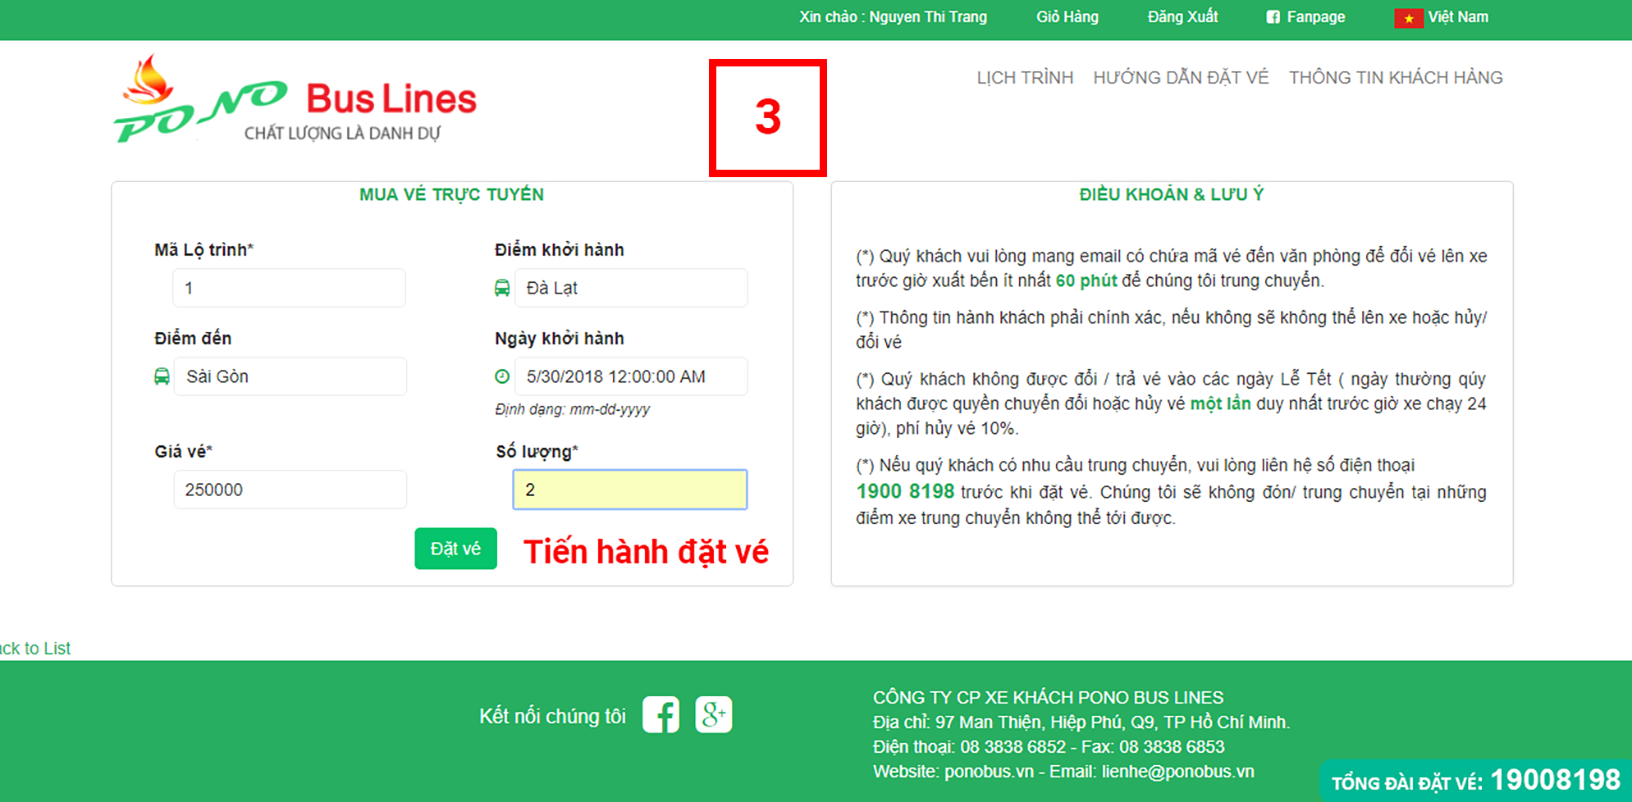 Xin chào : Nguyen Thi Trang
Giỏ Hàng
Đăng Xuất
Fanpage
Việt Nam
PONO Bus Lines
CHẤT LƯỢNG LÀ DANH DỰ
3
LỊCH TRÌNH
HƯỚNG DẪN ĐẶT VÉ
THÔNG TIN KHÁCH HÀNG
MUA VÉ TRỰC TUYẾN
Mã Lộ trình*
1
Điểm khởi hành
Đà Lạt
Điểm đến
Sài Gòn
Ngày khởi hành
5/30/2018 12:00:00 AM
Định dạng: mm-dd-yyyy
Giá vé*
250000
Số lượng*
2
Đặt vé
Tiến hành đặt vé
ĐIỀU KHOẢN & LƯU Ý
(*) Quý khách vui lòng mang email có chứa mã vé đến văn phòng để đổi vé lên xe
trước giờ xuất bến ít nhất 60 phút để chúng tôi trung chuyển.
(*) Thông tin hành khách phải chính xác, nếu không sẽ không thể lên xe hoặc hủy/
đổi vé
(*) Quý khách không được đổi / trả vé vào các ngày Lễ Tết ( ngày thường qúy
khách được quyền chuyển đổi hoặc hủy vé một lần duy nhất trước giờ xe chạy 24
giờ), phí hủy vé 10%.
(*) Nếu quý khách có nhu cầu trung chuyển, vui lòng liên hệ số điện thoại
1900 8198 trước khi đặt vé. Chúng tôi sẽ không đón/ trung chuyển tại những
điểm xe trung chuyển không thể tới được.
ck to List
Kết nối chúng tôi
CÔNG TY CP XE KHÁCH PONO BUS LINES
Địa chỉ: 97 Man Thiện, Hiệp Phú, Q9, TP Hồ Chí Minh.
Điện thoại: 08 3838 6852 - Fax: 08 3838 6853
Website: ponobus.vn - Email: lienhe@ponobus.vn
TỔNG ĐÀI ĐẶT VÉ: 19008198